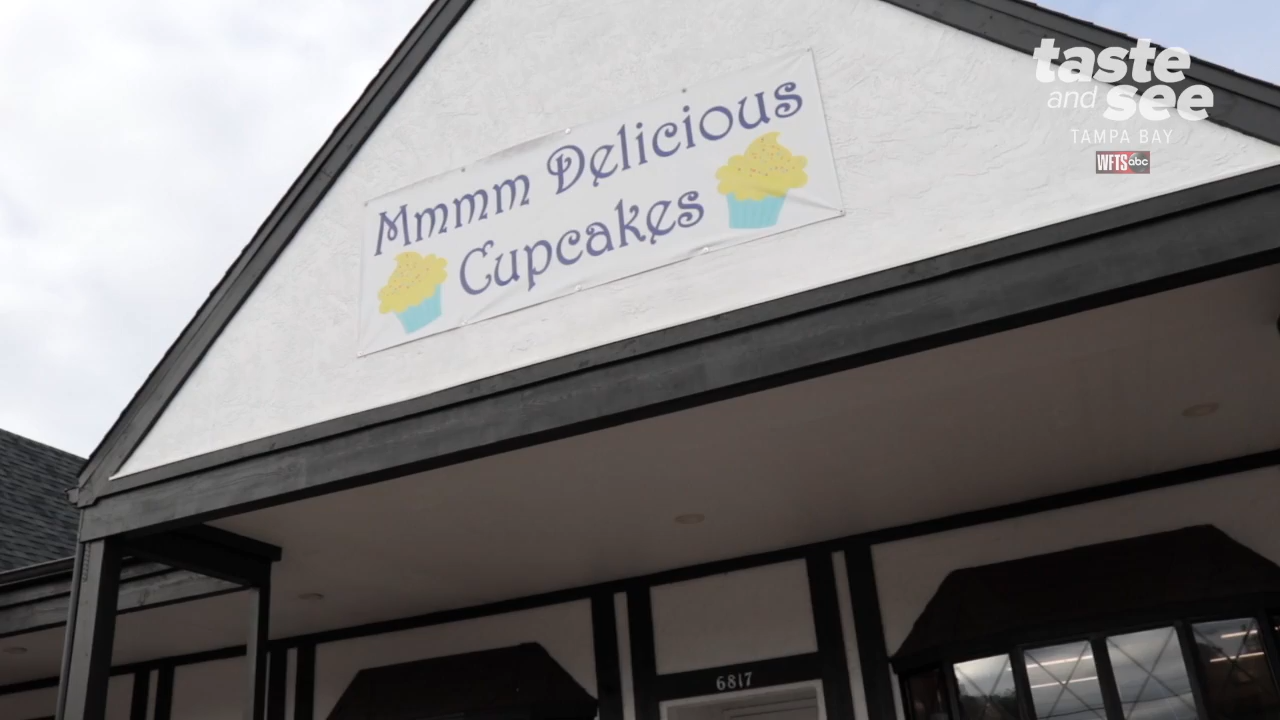 Mmmm Delicious
Cupcakes
taste
and see
TAMPA BAY
WFTS abc
6817